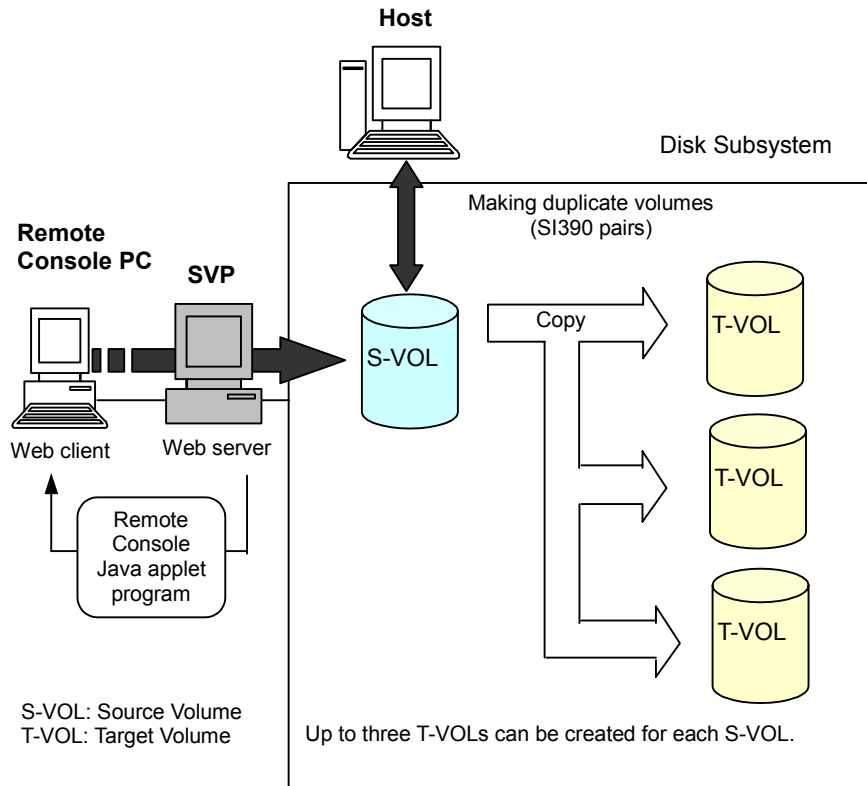 Host
Disk Subsystem
Making duplicate volumes
(SI390 pairs)
Remote
Console PC
SVP
Copy
T-VOL
S-VOL
Web client
Web server
T-VOL
Remote
Console
Java applet
program
T-VOL
S-VOL: Source Volume
T-VOL: Target Volume
Up to three T-VOLs can be created for each S-VOL.